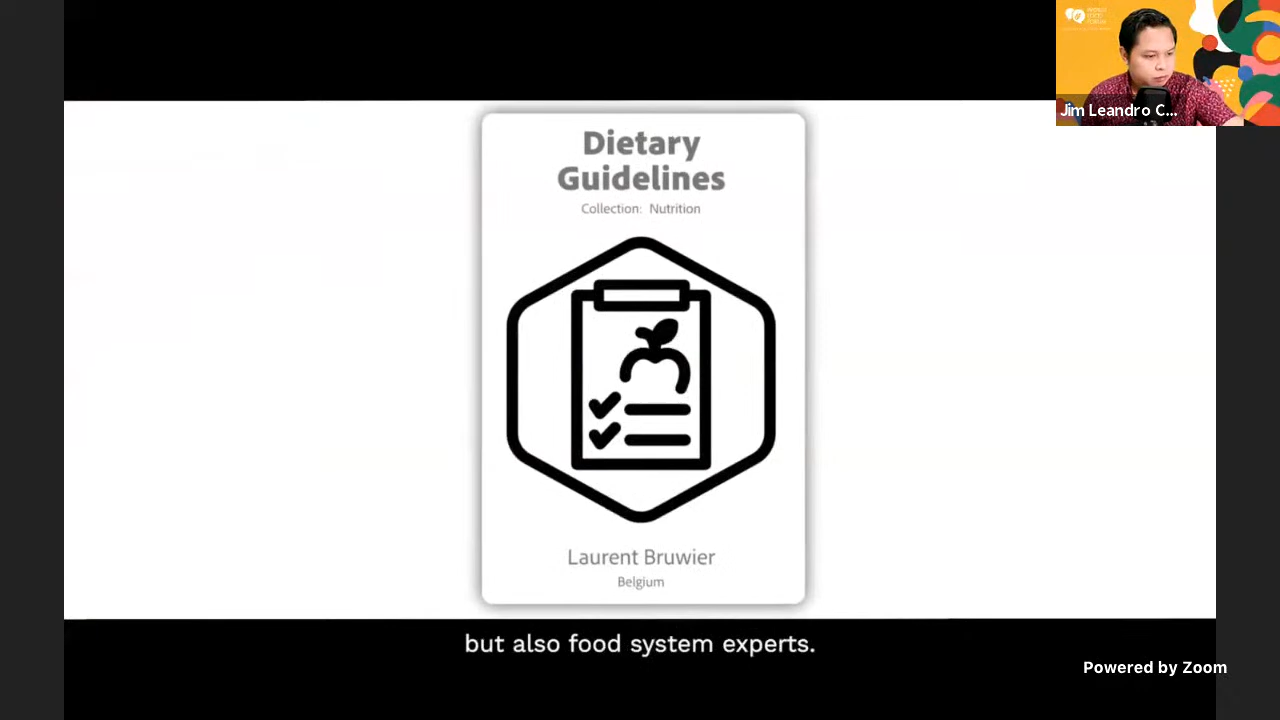 Dietary
Guidelines
Collection: Nutrition
Laurent Bruwier
Belgium
but also food system experts.
Jim Leandro C...
Powered by Zoom